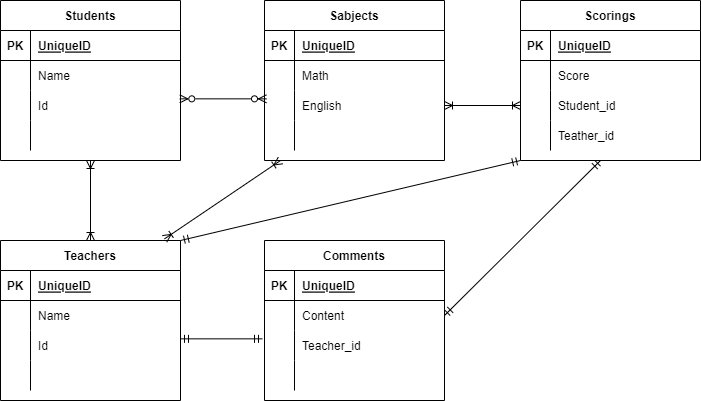 Students
PK UniqueID
Name
Id
Sabjects
PK UniqueID
Math
English
Scorings
PK UniqueID
Score
Student_id
Teather_id
Teachers
PK UniqueID
Name
Id
Comments
PK UniqueID
Content
Teacher_id